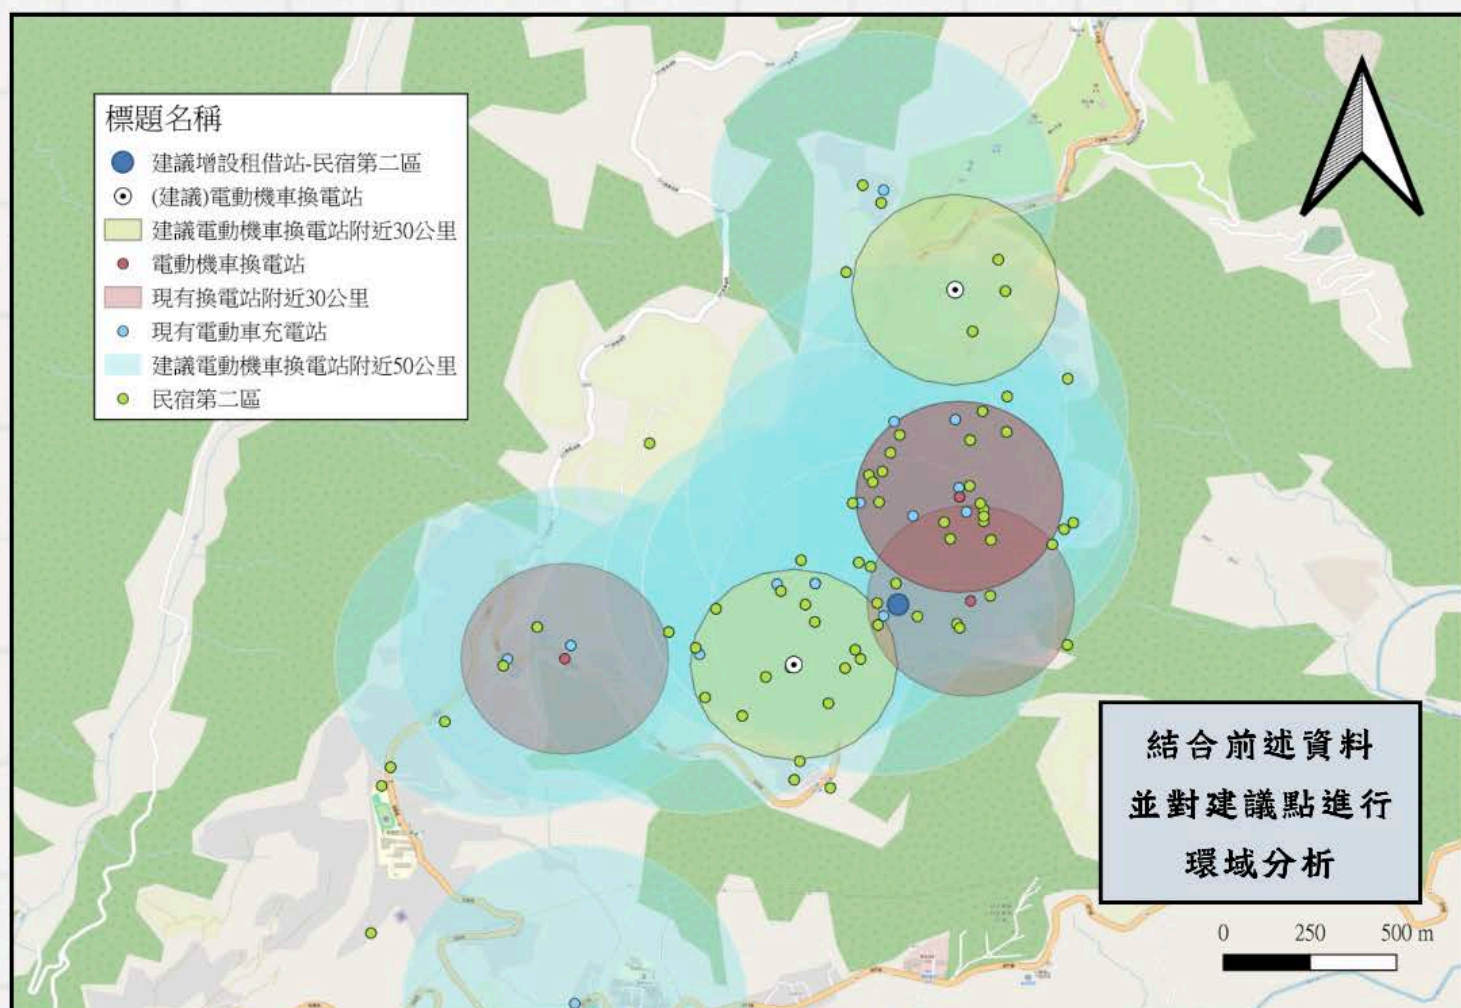 標題名稱
建議增設租借站-民宿第二區
(建議)電動機車換電站
建議電動機車換電站附近30公里
電動機車換電站
現有換電站附近30公里
現有電動車充電站
建議電動機車換電站附近50公里
民宿第二區
結合前述資料
並對建議點進行
環域分析
0 250 500 m